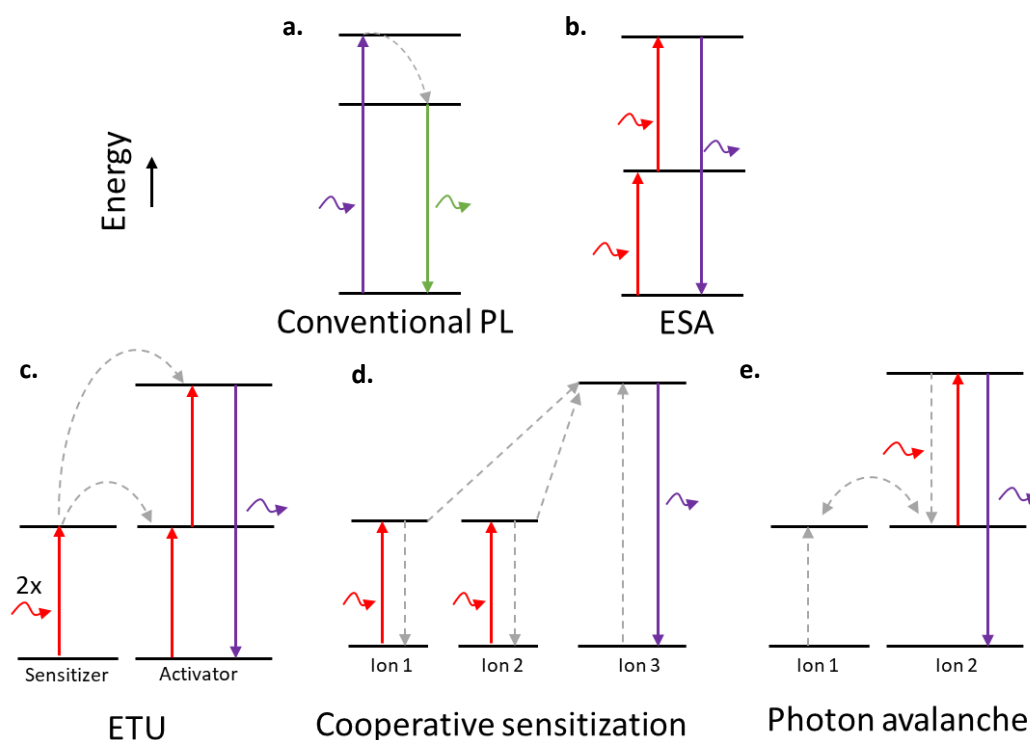 a.
b.
Energy
Conventional PL
ESA
c.
d.
e.
2x
Sensitizer
Activator
Ion 1
Ion 2
Ion 3
Ion 1
Ion 2
ETU
Cooperative sensitization
Photon avalanche